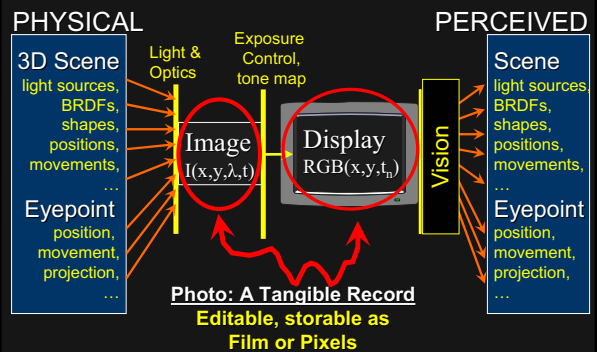 PHYSICAL
3D Scene
light sources,
BRDFs,
shapes,
positions,
movements,
…
Eyepoint
position,
movement,
projection,
…
Light &
Optics
Image
I(x,y,λ,t)
Exposure
Control,
tone map
Display
RGB(x,y,tₙ)
Vision
PERCEIVED
Scene
light sources,
BRDFs,
shapes,
positions,
movements,
…
Eyepoint
position,
movement,
projection,
…
Photo: A Tangible Record
Editable, storable as
Film or Pixels